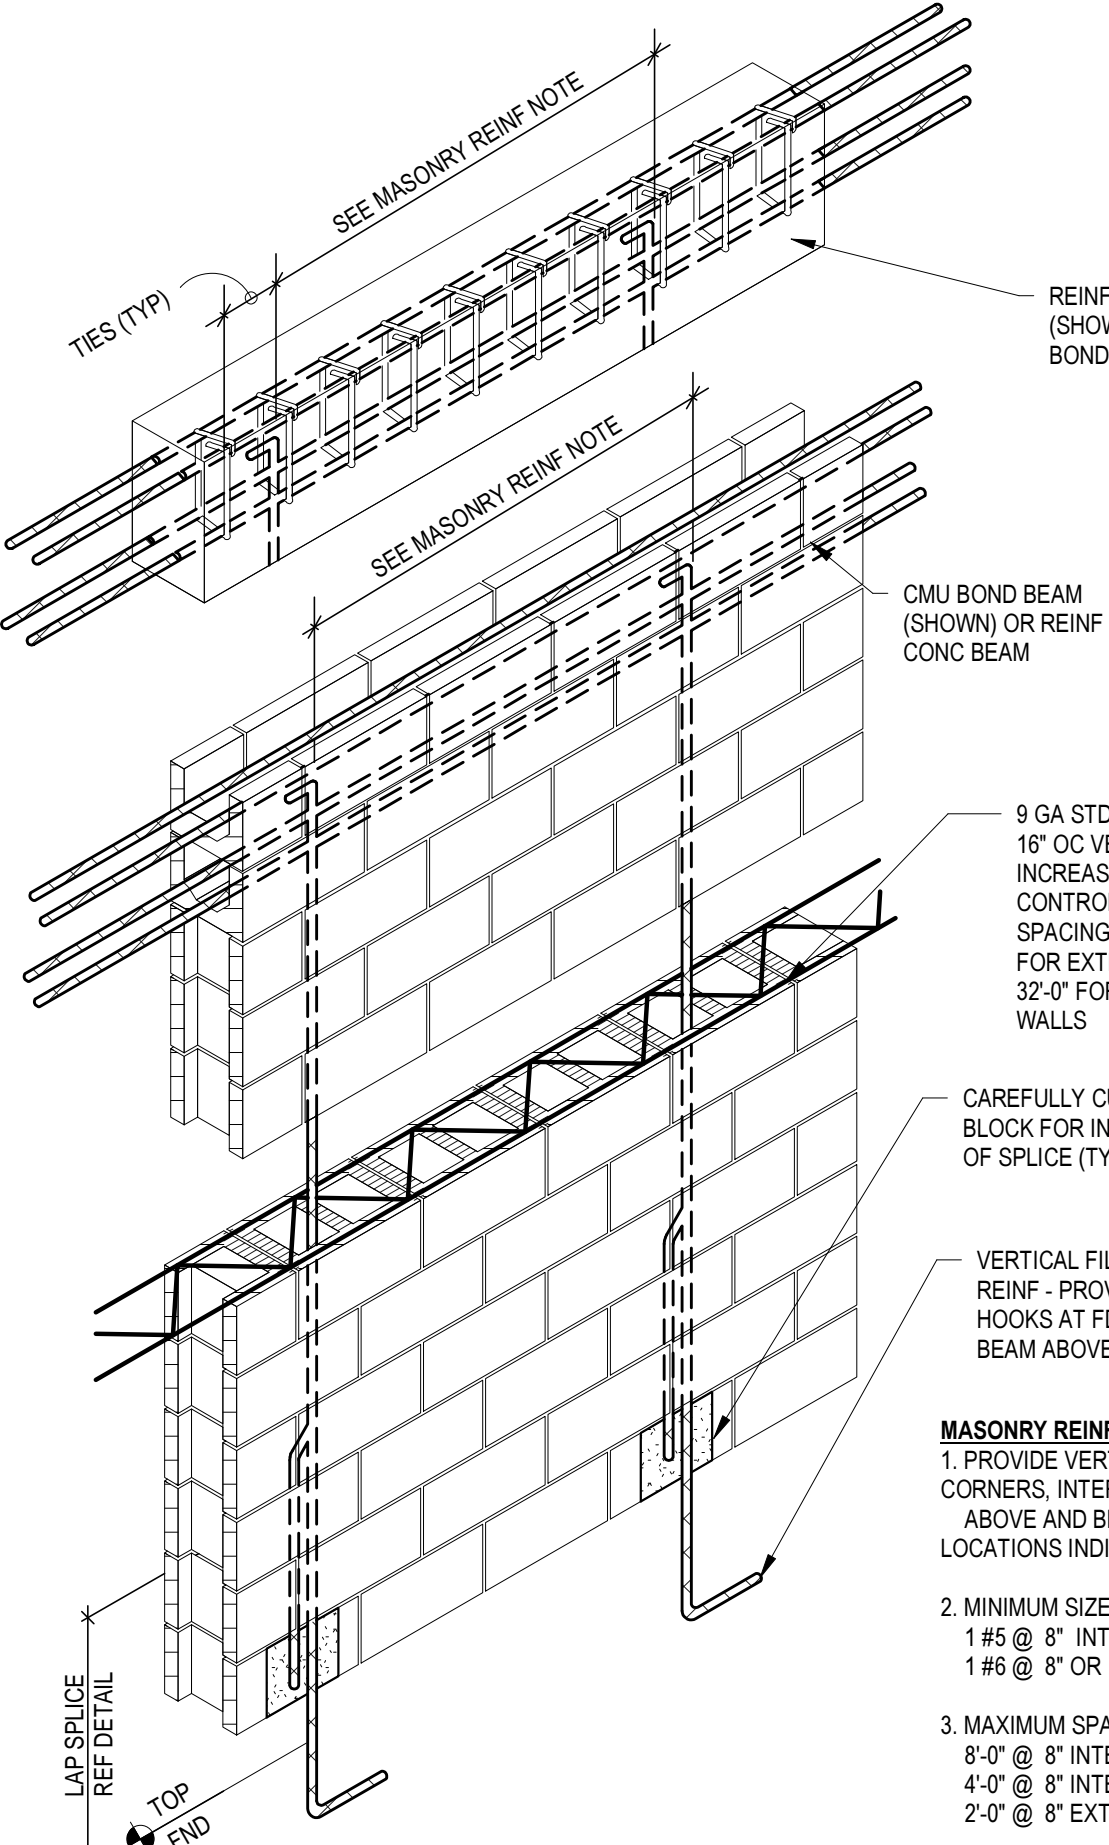 SEE MASONRY REINF NOTE
TIES (TYP)
REINF
(SHOW
BOND
SEE MASONRY REINF NOTE
CMU BOND BEAM
(SHOWN) OR REINF
CONC BEAM
9 GA STD
16" OC VE
INCREAS
CONTROL
SPACING
FOR EXT
32'-0" FOR
WALLS
CAREFULLY CU
BLOCK FOR IN
OF SPLICE (TY
VERTICAL FIL
REINF - PROV
HOOKS AT FD
BEAM ABOVE
MASONRY REINF
1. PROVIDE VERT
CORNERS, INTER
ABOVE AND BE
LOCATIONS INDI
2. MINIMUM SIZE
1 #5 @ 8" INT
1 #6 @ 8" OR
3. MAXIMUM SPA
8'-0" @ 8" INTE
4'-0" @ 8" INTE
2'-0" @ 8" EXT
LAP SPLICE
REF DETAIL
TOP
FND